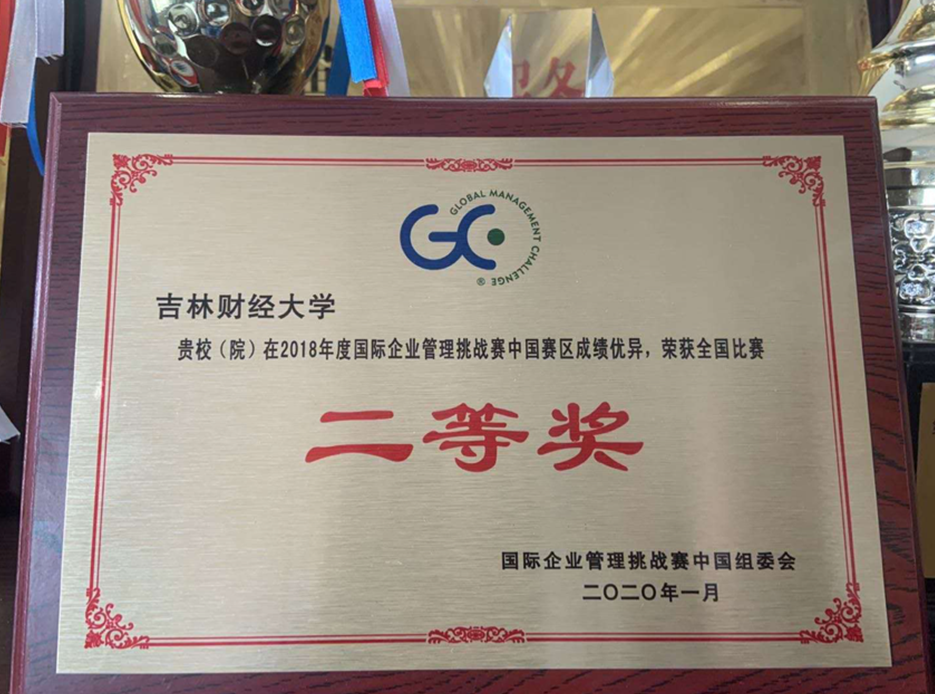 GLOBAL MANAGEMENT CHALLENGE ®
吉林财经大学
贵校（院）在2018年度国际企业管理挑战赛中国赛区成绩优异，荣获全国比赛
二等奖
国际企业管理挑战赛中国组委会
二〇二〇年一月